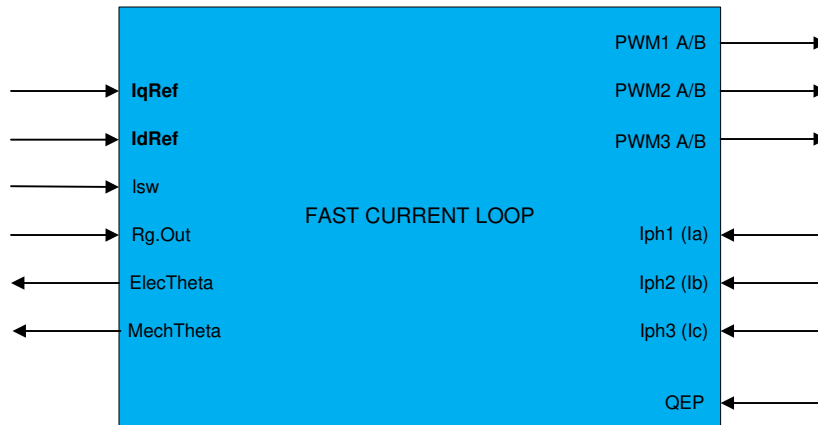 PWM1 A/B
IqRef
PWM2 A/B
IdRef
PWM3 A/B
Isw
FAST CURRENT LOOP
Rg.Out
Iph1 (Ia)
ElecTheta
Iph2 (Ib)
MechTheta
Iph3 (Ic)
QEP